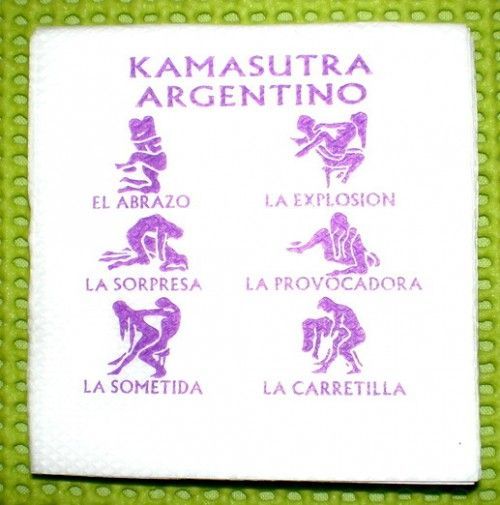 KAMASUTRA
ARGENTINO
EL ABRAZO
LA EXPLOSION
LA SORPRESA
LA PROVOCADORA
LA SOMETIDA
LA CARRETILLA